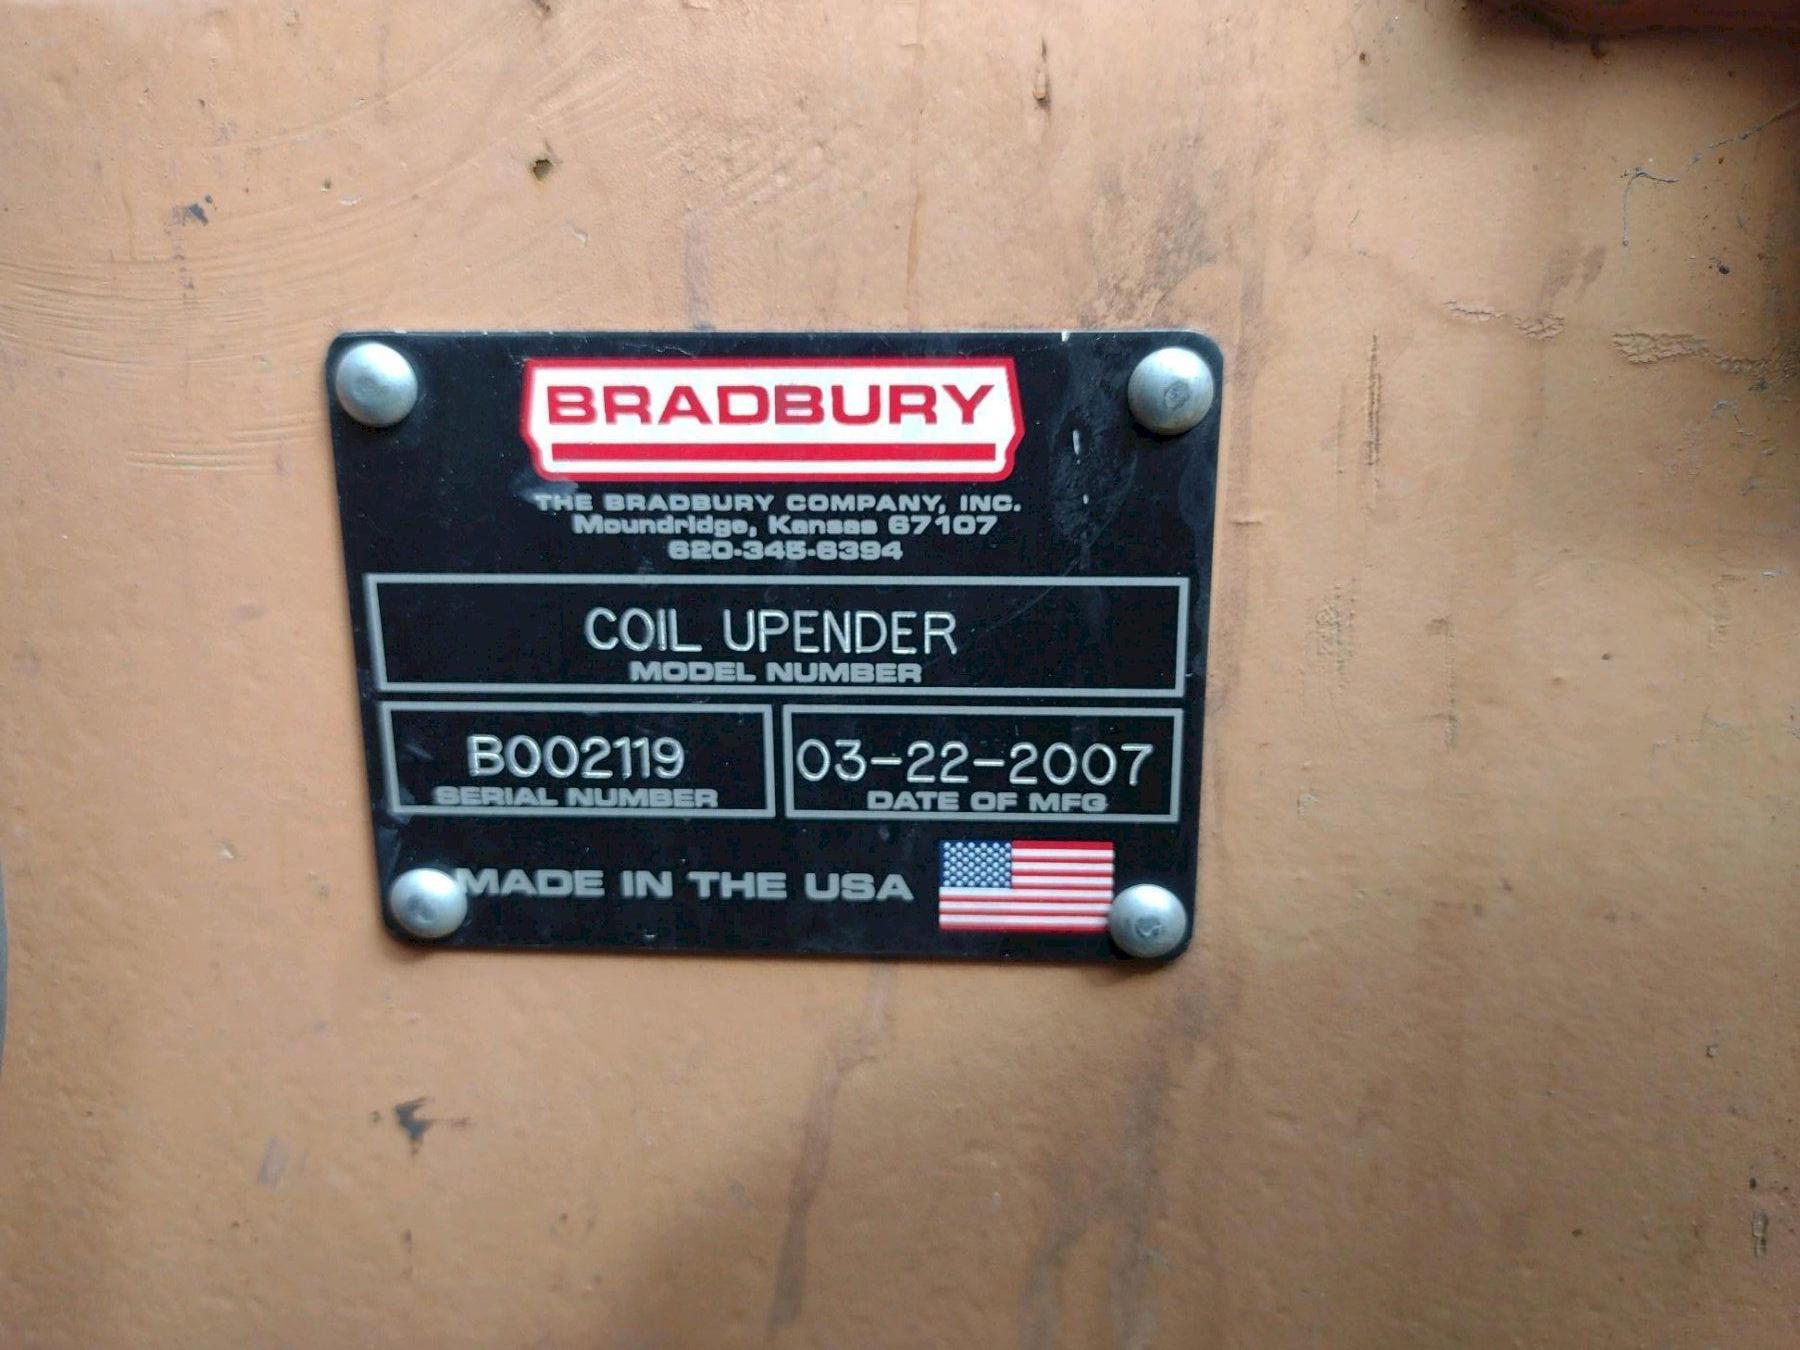 BRADBURY
THE BRADBURY COMPANY, INC.
Moundridge, Kansas 67107
620-345-6394
COIL UPENDER
MODEL NUMBER
B002119
SERIAL NUMBER
03-22-2007
DATE OF MFG
MADE IN THE USA